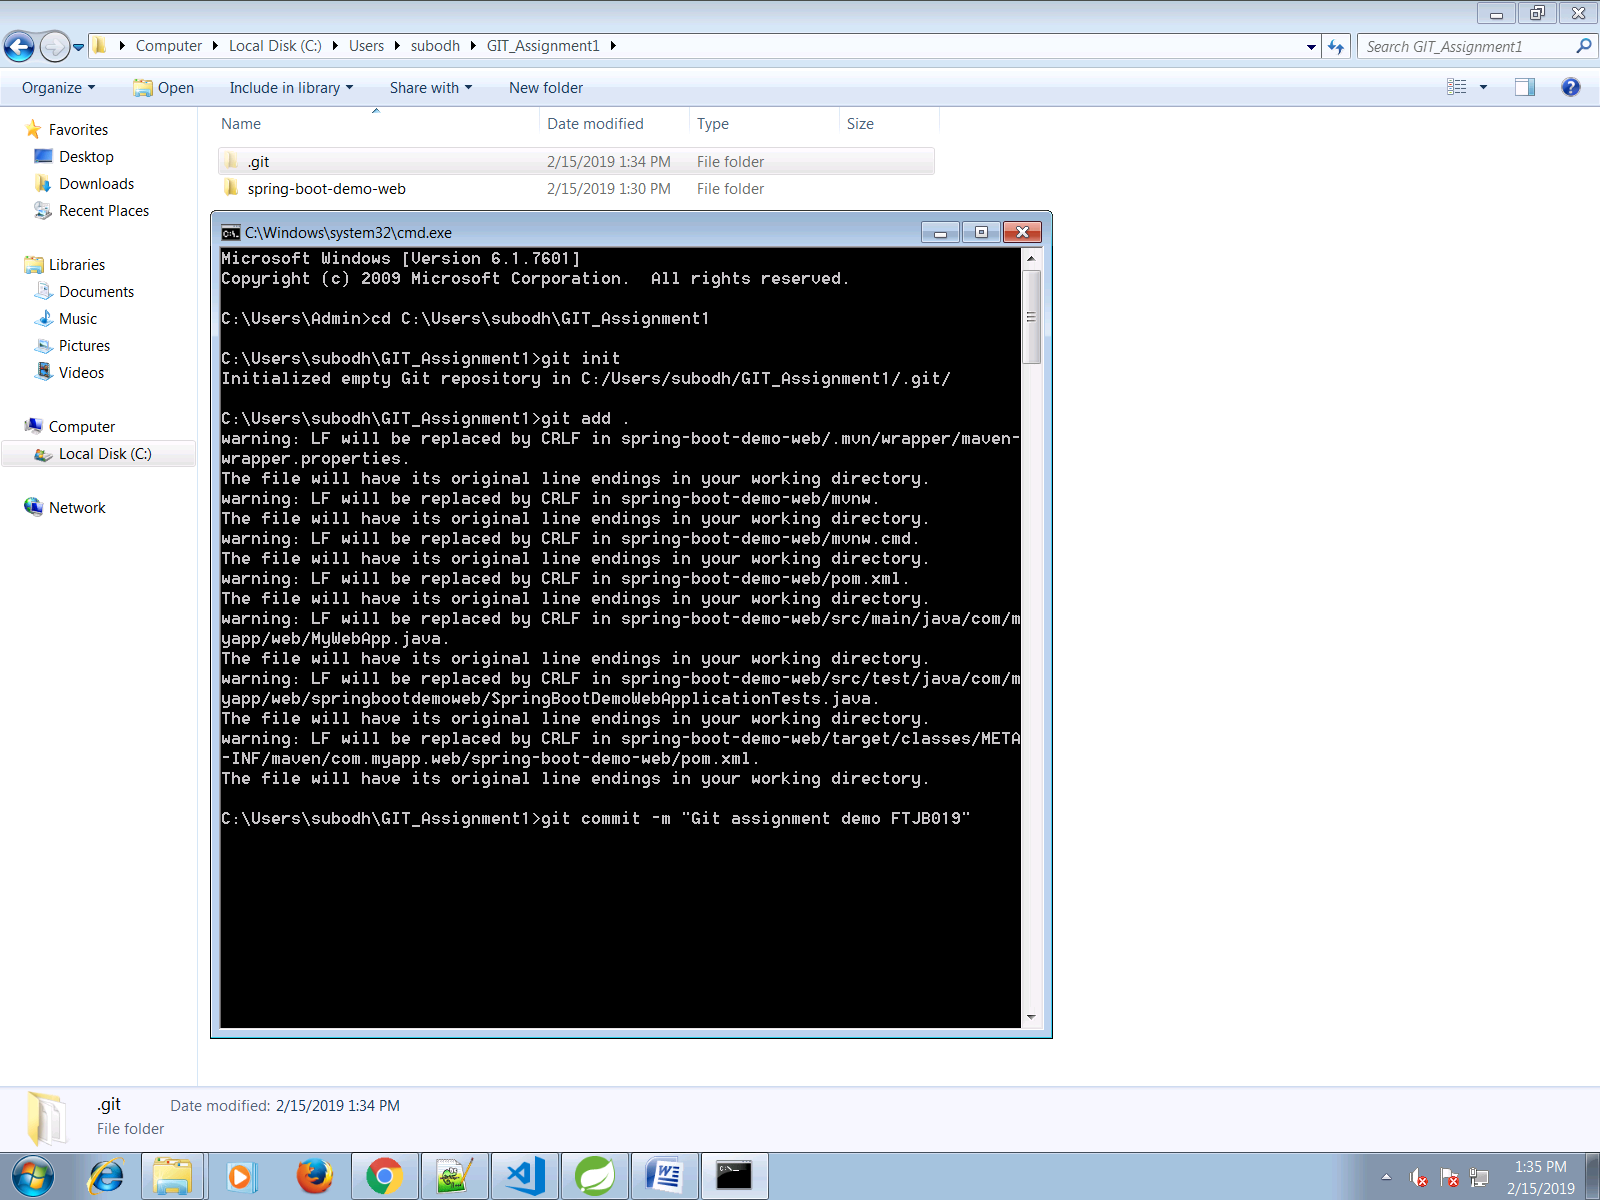 Computer Local Disk (C:) Users subodh GIT_Assignment1
Search GIT_Assignment1
Organize Open Include in library Share with New folder
Favorites
Desktop
Downloads
Recent Places
Libraries
Documents
Music
Pictures
Videos
Computer
Local Disk (C:)
Network
Name Date modified Type Size
.git 2/15/2019 1:34 PM File folder
spring-boot-demo-web 2/15/2019 1:30 PM File folder
C:\Windows\system32\cmd.exe
Microsoft Windows [Version 6.1.7601]
Copyright (c) 2009 Microsoft Corporation.  All rights reserved.
C:\Users\Admin>cd C:\Users\subodh\GIT_Assignment1
C:\Users\subodh\GIT_Assignment1>git init
Initialized empty Git repository in C:/Users/subodh/GIT_Assignment1/.git/
C:\Users\subodh\GIT_Assignment1>git add .
warning: LF will be replaced by CRLF in spring-boot-demo-web/.mvn/wrapper/maven-
wrapper.properties.
The file will have its original line endings in your working directory.
warning: LF will be replaced by CRLF in spring-boot-demo-web/mvnw.
The file will have its original line endings in your working directory.
warning: LF will be replaced by CRLF in spring-boot-demo-web/mvnw.cmd.
The file will have its original line endings in your working directory.
warning: LF will be replaced by CRLF in spring-boot-demo-web/pom.xml.
The file will have its original line endings in your working directory.
warning: LF will be replaced by CRLF in spring-boot-demo-web/src/main/java/com/m
yapp/web/MyWebApp.java.
The file will have its original line endings in your working directory.
warning: LF will be replaced by CRLF in spring-boot-demo-web/src/test/java/com/m
yapp/web/springbootdemoweb/SpringBootDemoWebApplicationTests.java.
The file will have its original line endings in your working directory.
warning: LF will be replaced by CRLF in spring-boot-demo-web/target/classes/META
-INF/maven/com.myapp.web/spring-boot-demo-web/pom.xml.
The file will have its original line endings in your working directory.
C:\Users\subodh\GIT_Assignment1>git commit -m "Git assignment demo FTJB019"
.git Date modified: 2/15/2019 1:34 PM
File folder
1:35 PM
2/15/2019